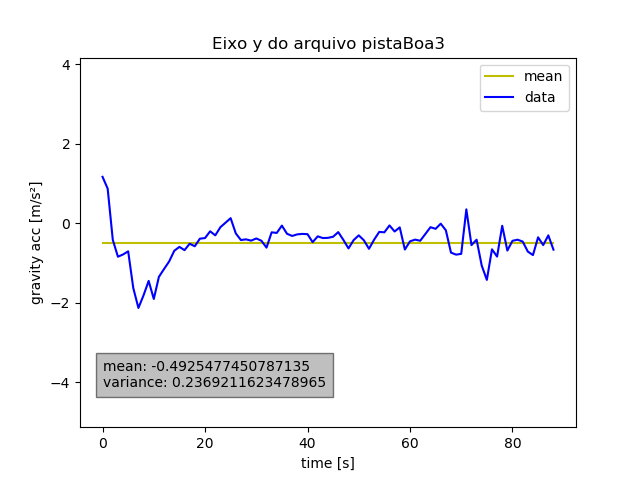 Eixo y do arquivo pistaBoa3
mean
data
gravity acc [m/s²]
4
2
0
−2
−4
mean: -0.4925477450787135
variance: 0.2369211623478965
0 20 40 60 80
time [s]